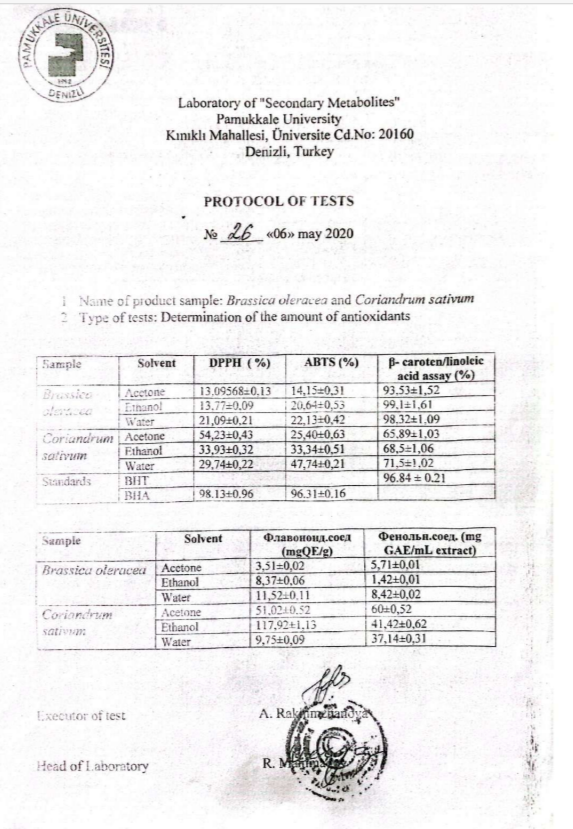 PAMUKKALE ÜNİVERSİTESİ
1992
DENİZLİ
Laboratory of "Secondary Metabolites"
Pamukkale University
Kınıklı Mahallesi, Üniversite Cd.No: 20160
Denizli, Turkey
PROTOCOL OF TESTS
№ 26 «06» may 2020
1 Name of product sample: Brassica oleracea and Coriandrum sativum
2 Type of tests: Determination of the amount of antioxidants
Sample Solvent DPPH ( %) ABTS (%) β- caroten/linoleic acid assay (%)
Brassica oleracea Acetone 13,09568±0,13 14,15±0,31 93,53±1,52
Ethanol 13,77±0,09 20,64±0,53 99,1±1,61
Water 21,09±0,21 22,13±0,42 98,32±1,09
Coriandrum sativum Acetone 54,23±0,43 25,40±0,63 65,89±1,03
Ethanol 33,93±0,32 33,34±0,51 68,5±1,06
Water 29,74±0,22 47,74±0,21 71,5±1,02
Standards BHT 96.84 ± 0.21
BHA 98.13±0.96 96.31±0.16
Sample Solvent Флавоноид.соед (mgQE/g) Фенольн.соед. (mg GAE/mL extract)
Brassica oleracea Acetone 3,51±0,02 5,71±0,01
Ethanol 8,37±0,06 1,42±0,01
Water 11,52±0,11 8,42±0,02
Coriandrum sativum Acetone 51,02±0,52 60±0,52
Ethanol 117,92±1,13 41,42±0,62
Water 9,75±0,09 37,14±0,31
Executor of test A.
Head of Laboratory R.